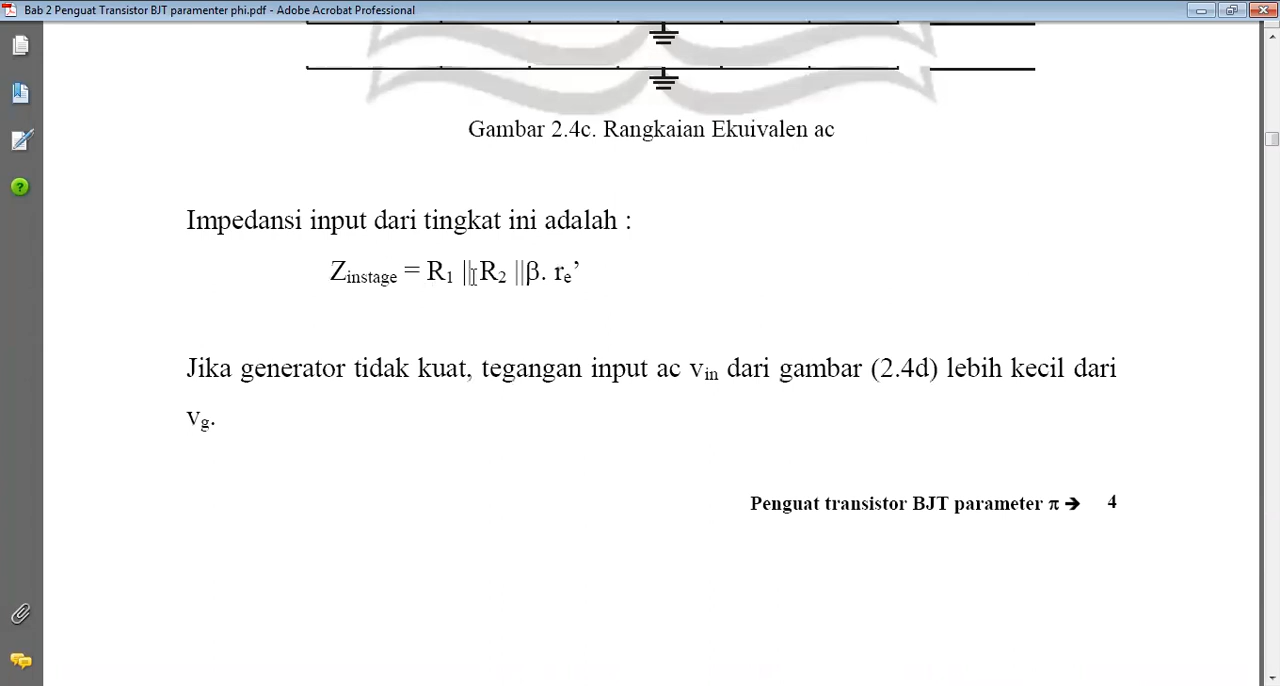 Bab 2 Penguat Transistor BJT paramenter phi.pdf - Adobe Acrobat Professional
Gambar 2.4c. Rangkaian Ekuivalen ac
Impedansi input dari tingkat ini adalah :
Zinstage = R1 || R2 ||β. re’
Jika generator tidak kuat, tegangan input ac vin dari gambar (2.4d) lebih kecil dari
vg.
Penguat transistor BJT parameter π ➔ 4